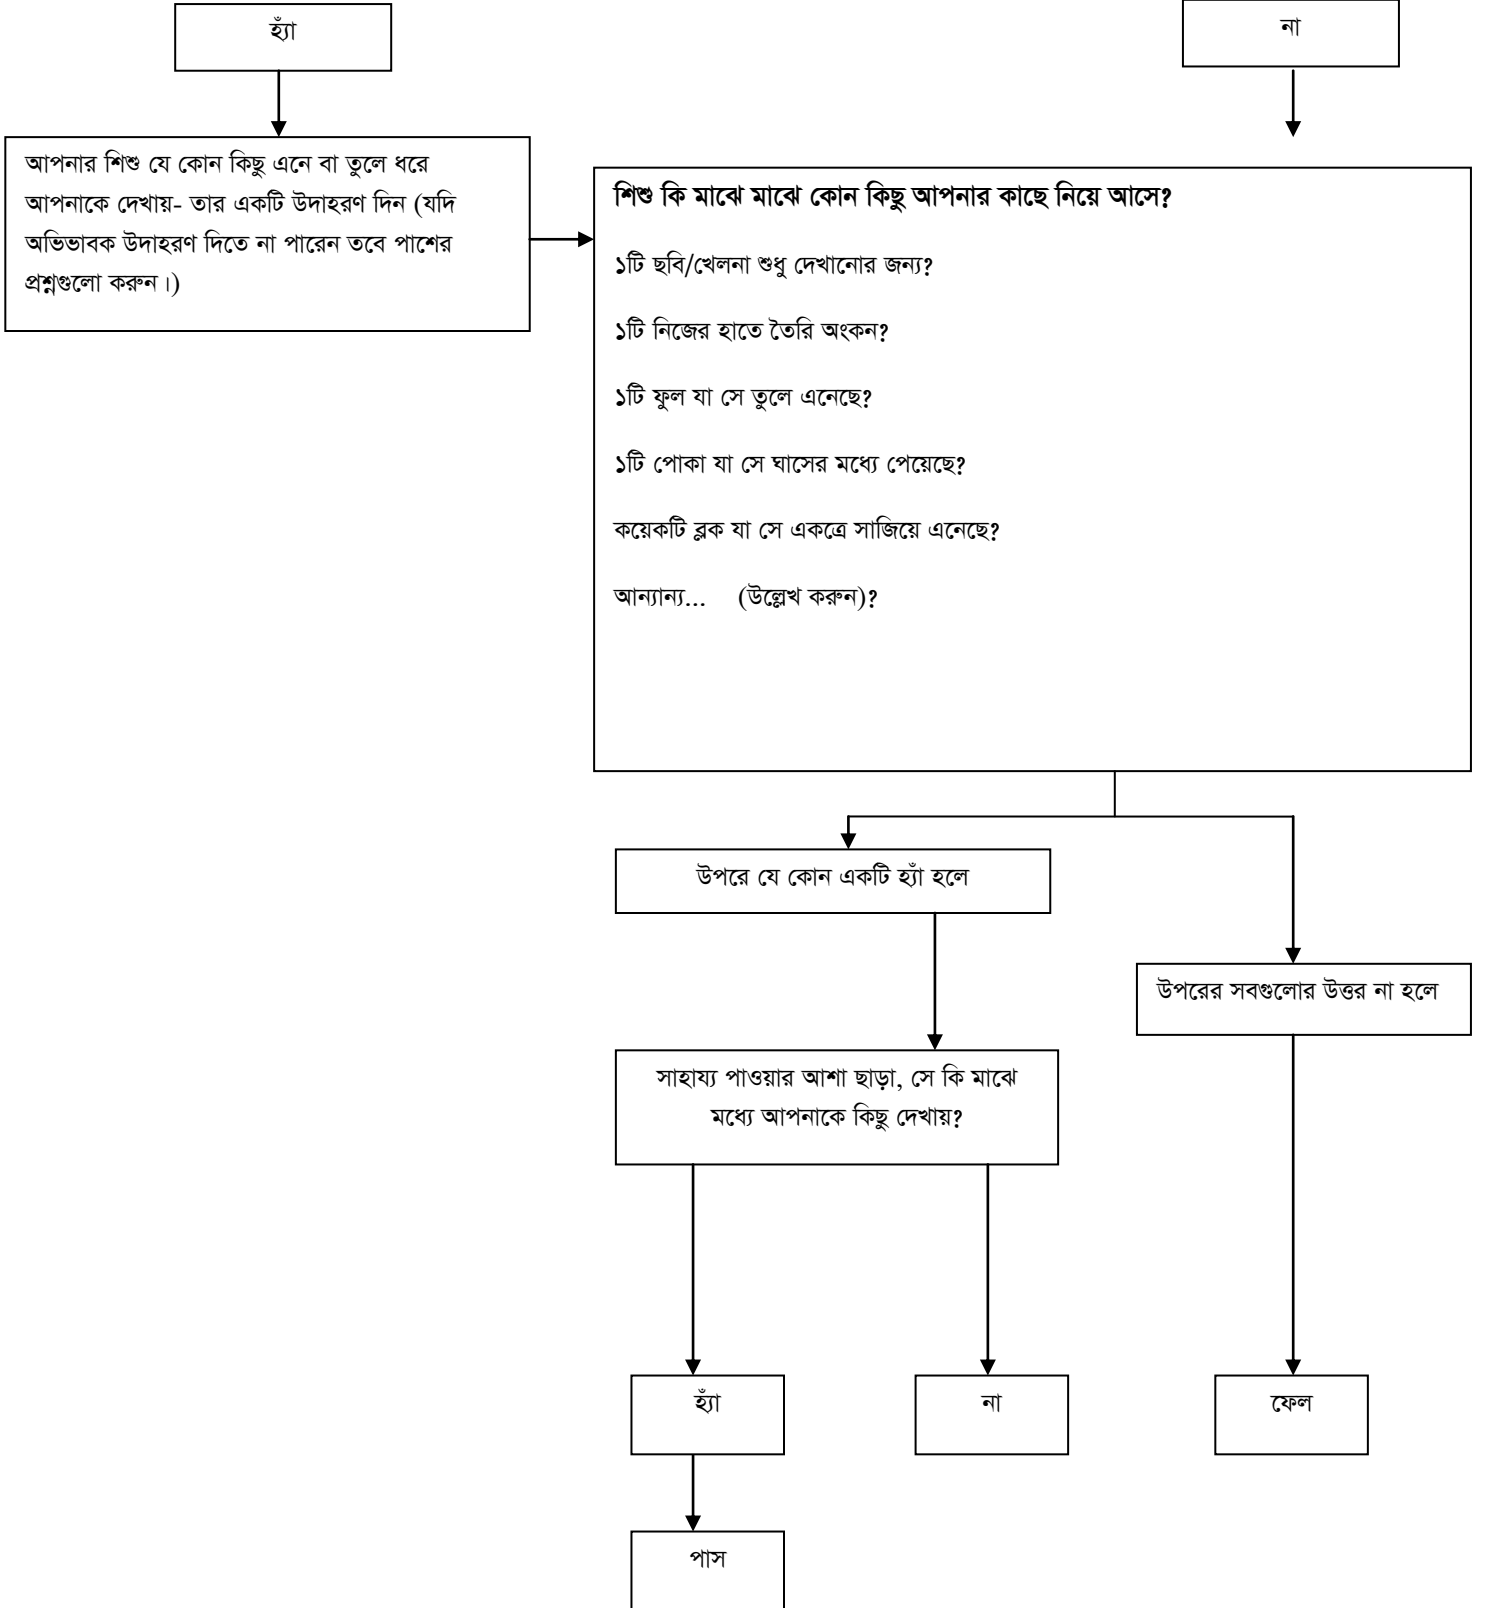 হ্যাঁ
না
আপনার শিশু যে কোন কিছু এনে বা তুলে ধরে
আপনাকে দেখায়- তার একটি উদাহরণ দিন (যদি
অভিভাবক উদাহরণ দিতে না পারেন তবে পাশের
প্রশ্নগুলো করুন।)
শিশু কি মাঝে মাঝে কোন কিছু আপনার কাছে নিয়ে আসে?
১টি ছবি/খেলনা শুধু দেখানোর জন্য?
১টি নিজের হাতে তৈরি অংকন?
১টি ফুল যা সে তুলে এনেছে?
১টি পোকা যা সে ঘাসের মধ্যে পেয়েছে?
কয়েকটি ব্লক যা সে একত্রে সাজিয়ে এনেছে?
আন্যান্য... (উল্লেখ করুন)?
উপরে যে কোন একটি হ্যাঁ হলে
উপরের সবগুলোর উত্তর না হলে
সাহায্য পাওয়ার আশা ছাড়া, সে কি মাঝে
মধ্যে আপনাকে কিছু দেখায়?
হ্যাঁ
না
ফেল
পাস